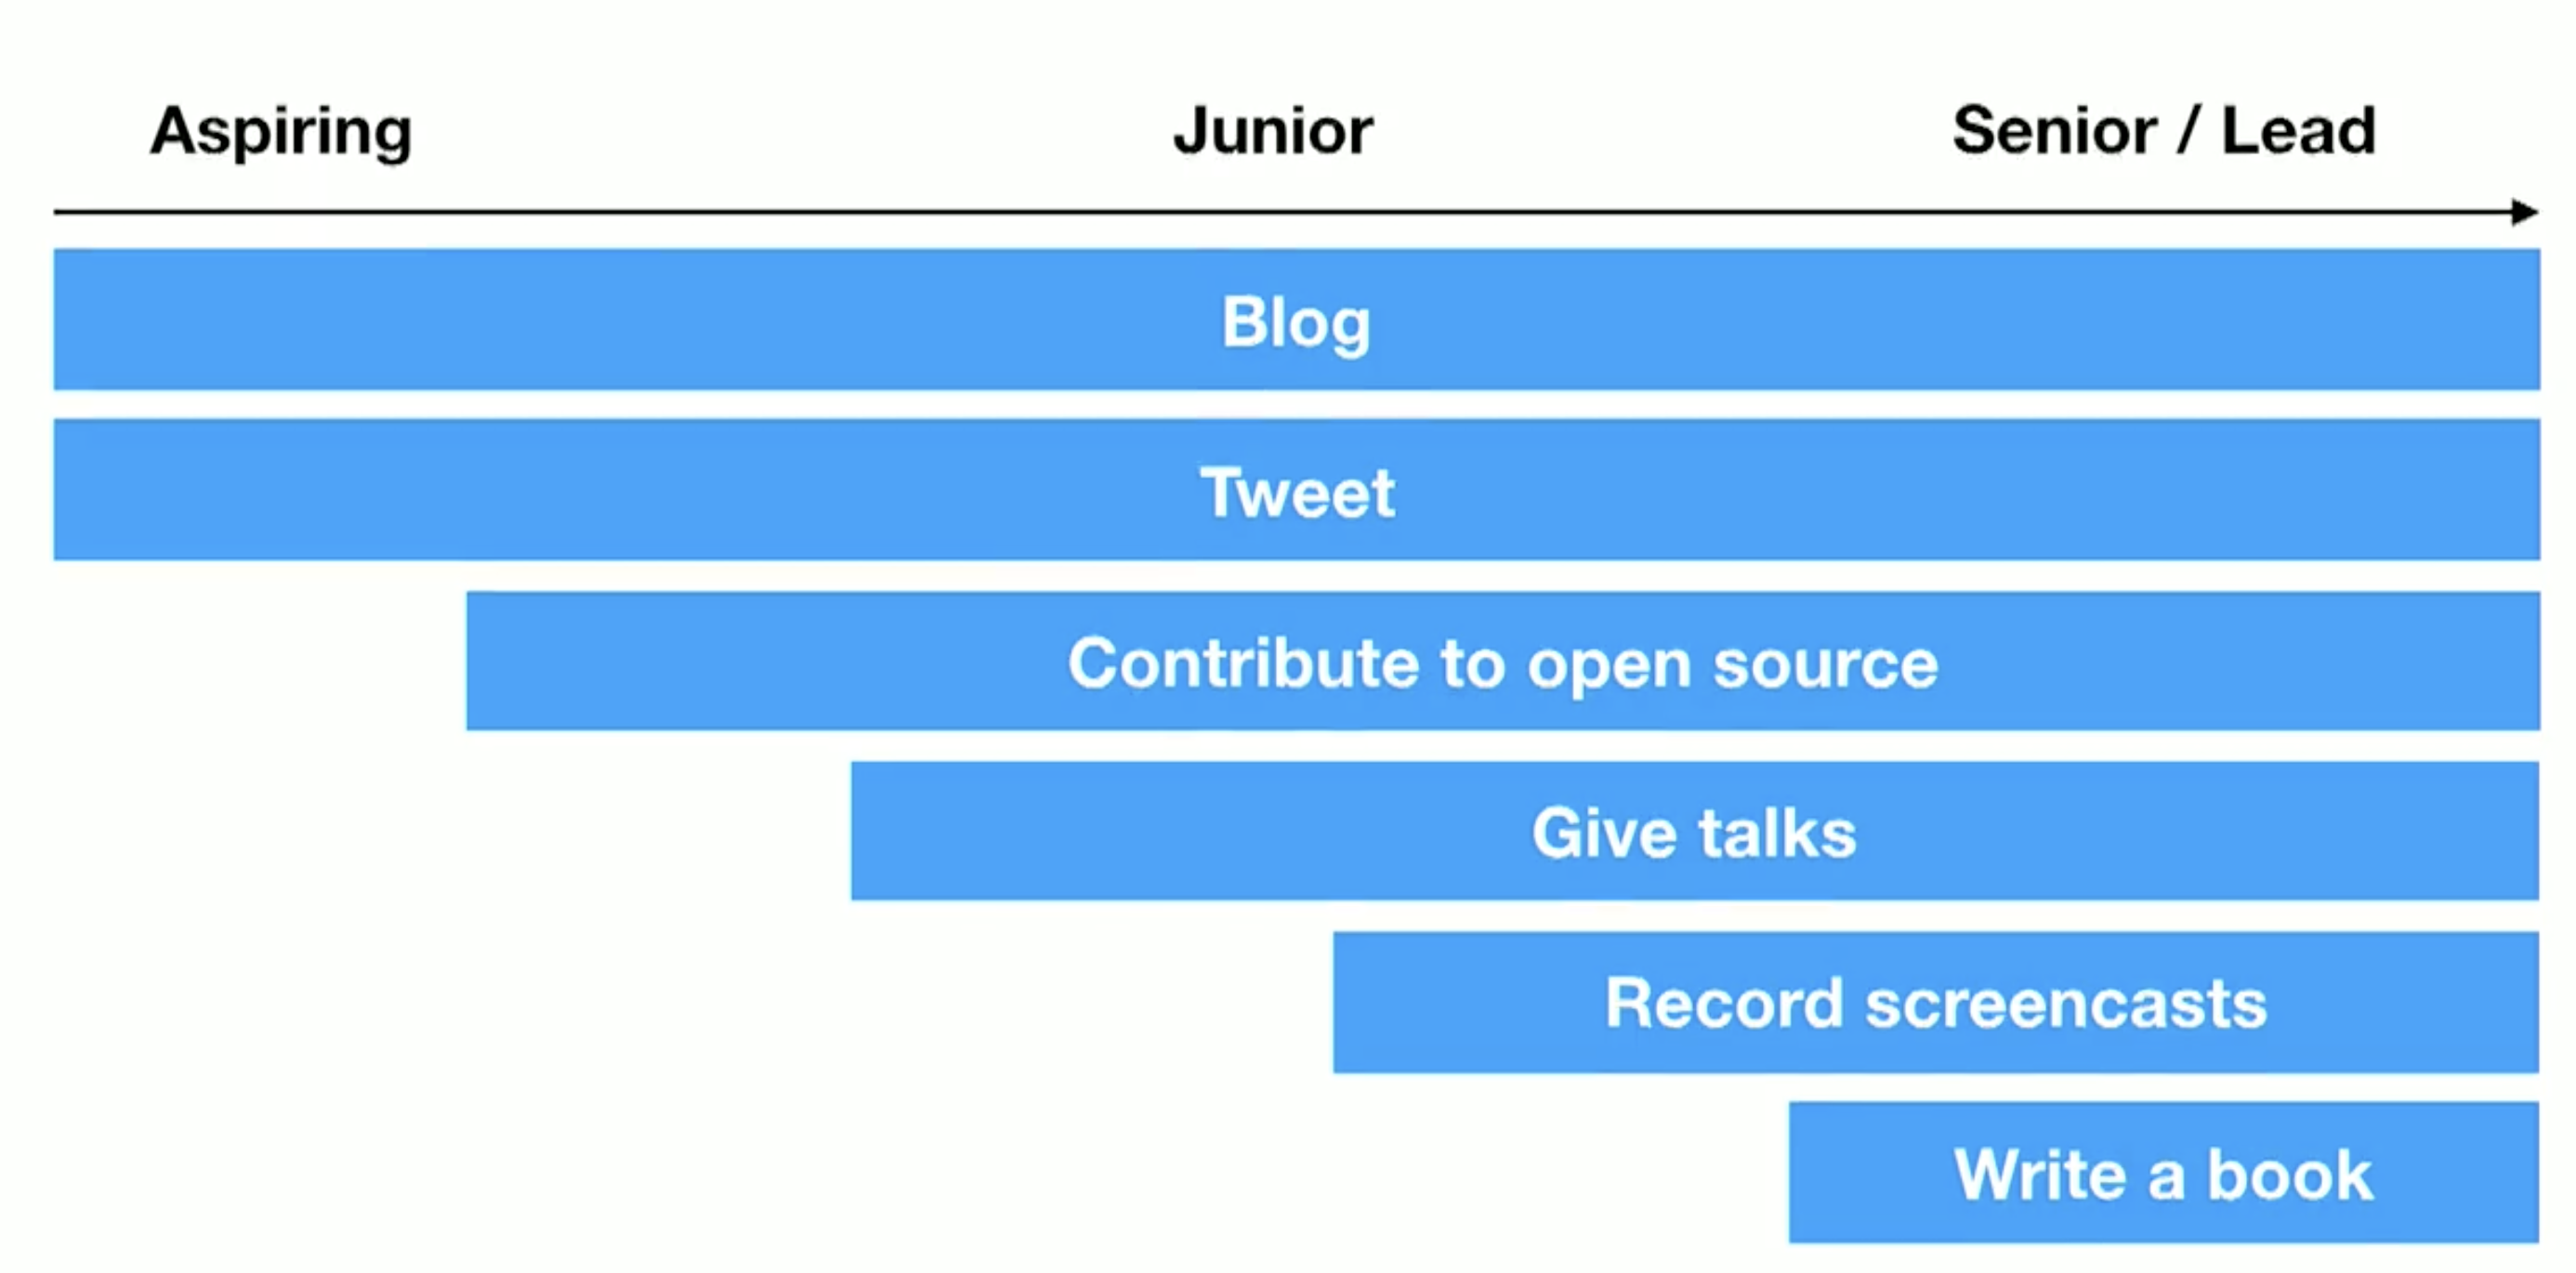 Aspiring
Junior
Senior / Lead
Blog
Tweet
Contribute to open source
Give talks
Record screencasts
Write a book